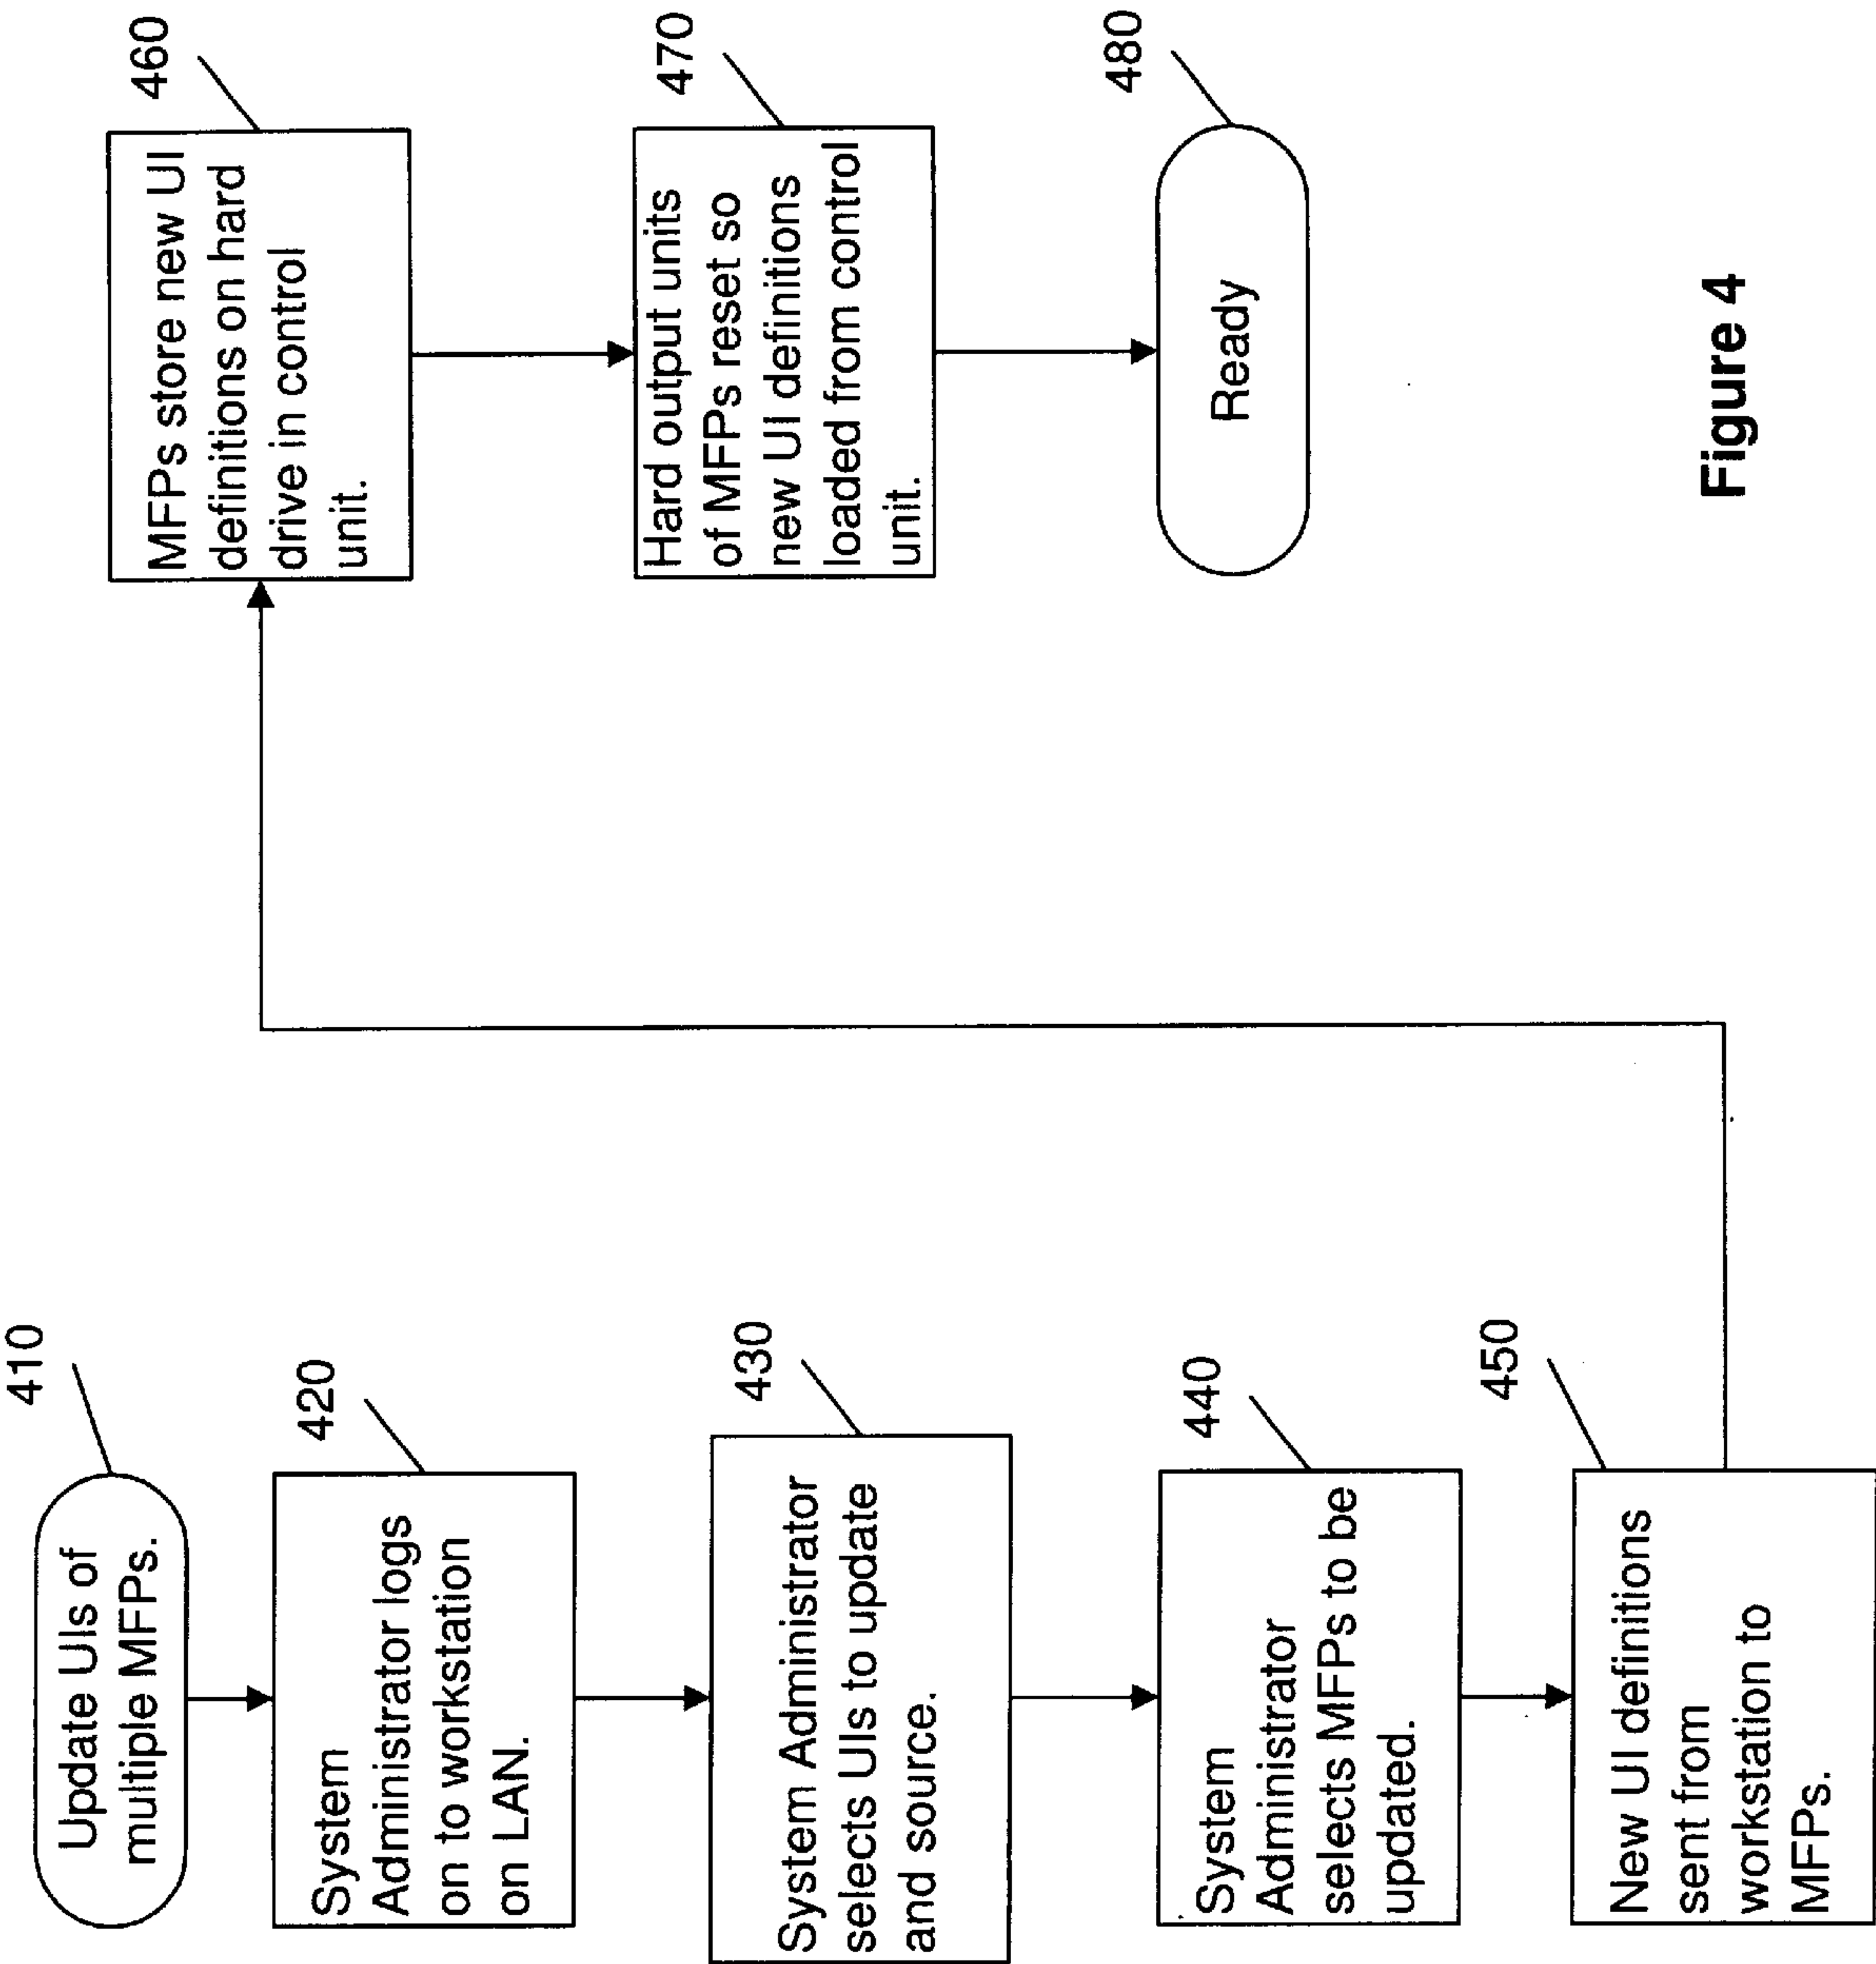 410
Update UIs of
multiple MFPs.
420
System
Administrator logs
on to workstation
on LAN.
430
System Administrator
selects UIs to update
and source.
440
System
Administrator
selects MFPs to be
updated.
450
New UI definitions
sent from
workstation to
MFPs.
460
MFPs store new UI
definitions on hard
drive in control
unit.
470
Hard output units
of MFPs reset so
new UI definitions
loaded from control
unit.
480
Ready
Figure 4